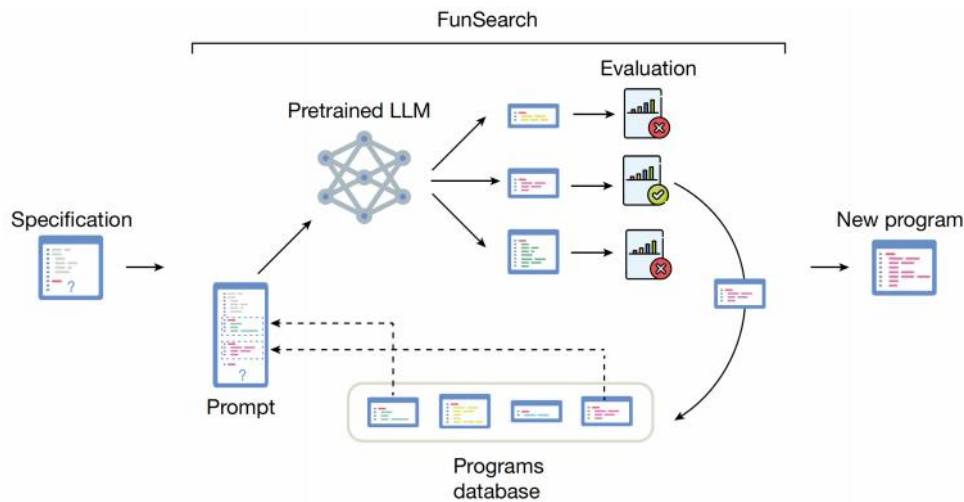 FunSearch
Evaluation
Pretrained LLM
Specification
New program
?
?
Prompt
Programs
database